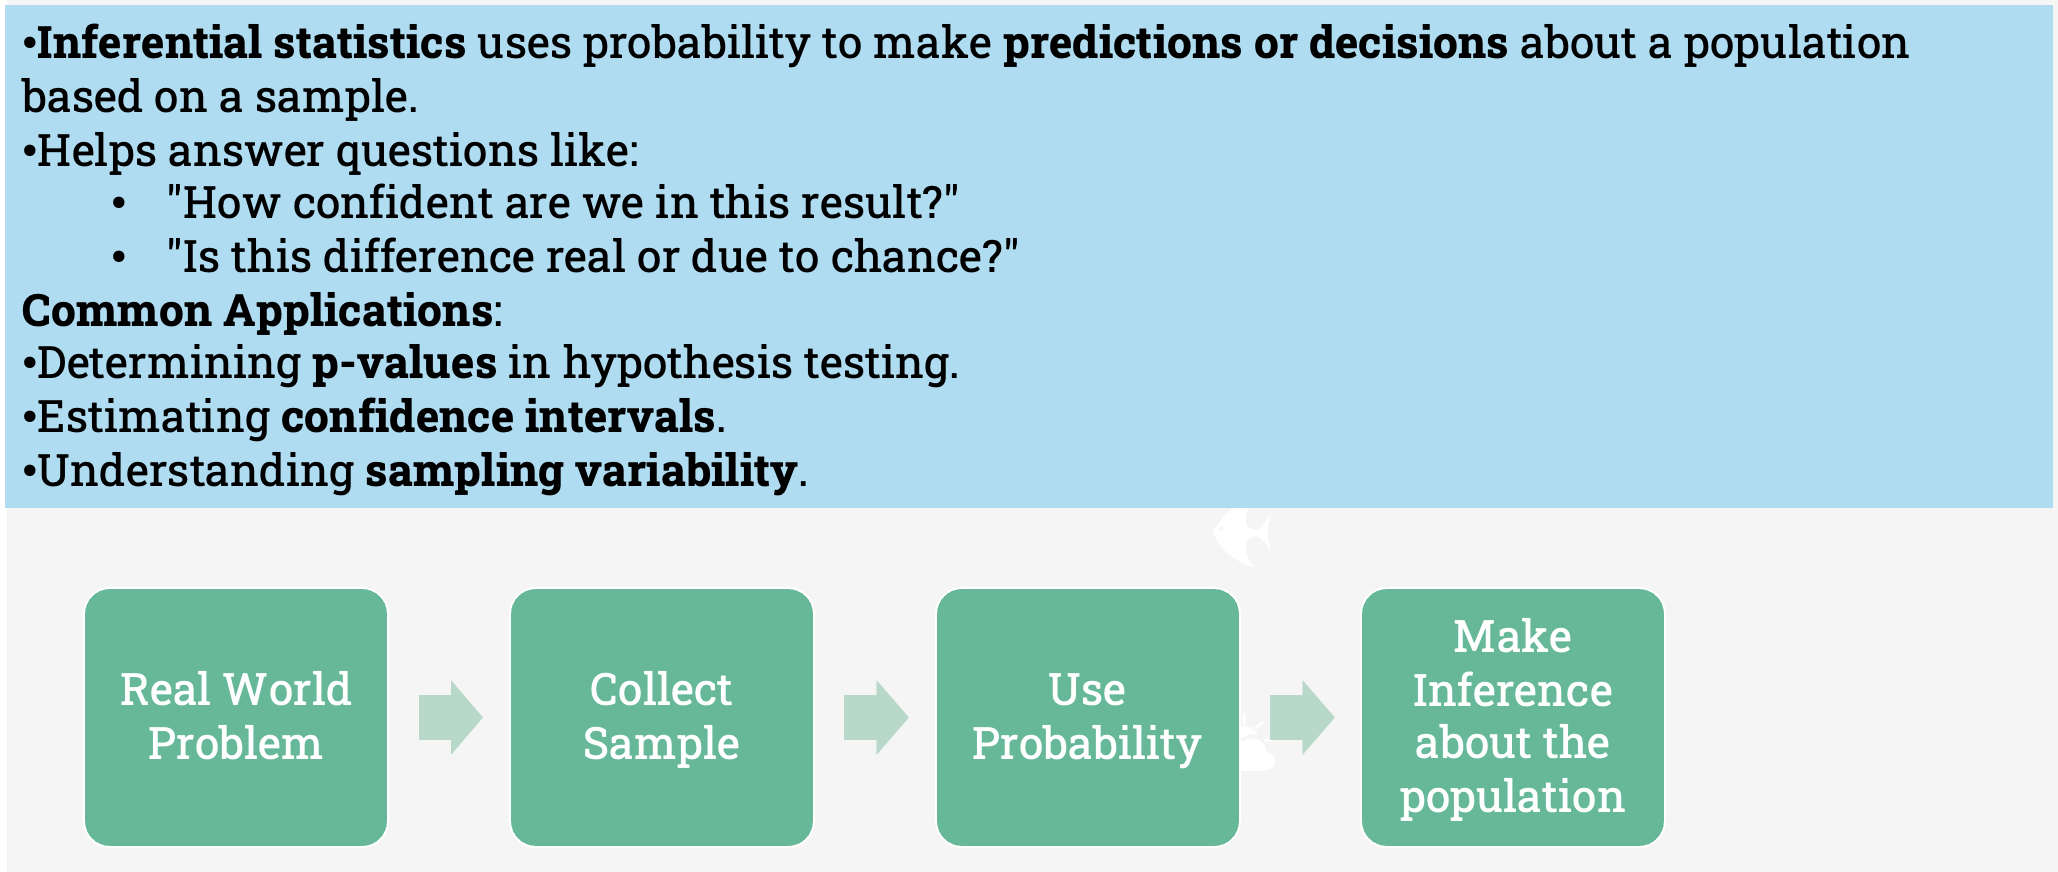 •Inferential statistics uses probability to make predictions or decisions about a population
based on a sample.
•Helps answer questions like:
• "How confident are we in this result?"
• "Is this difference real or due to chance?"
Common Applications:
•Determining p-values in hypothesis testing.
•Estimating confidence intervals.
•Understanding sampling variability.
Real World
Problem
Collect
Sample
Use
Probability
Make
Inference
about the
population